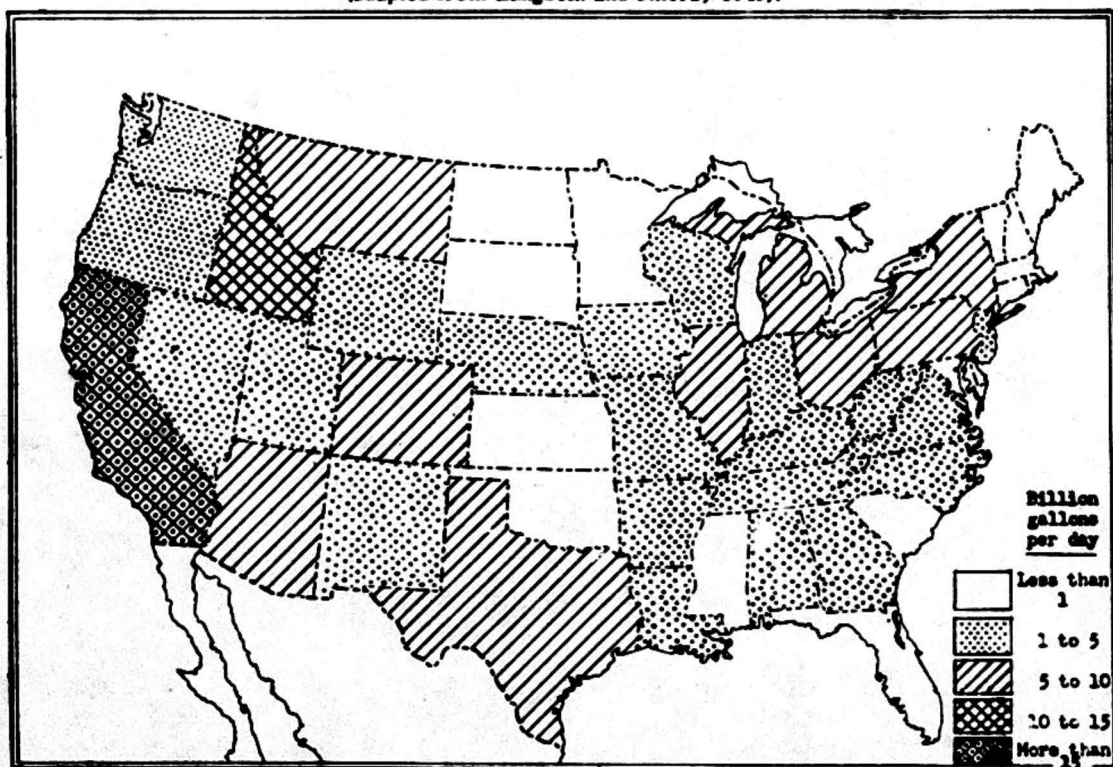 Billion
gallons
per day
Less than
1
1 to 5
5 to 10
10 to 15
More than